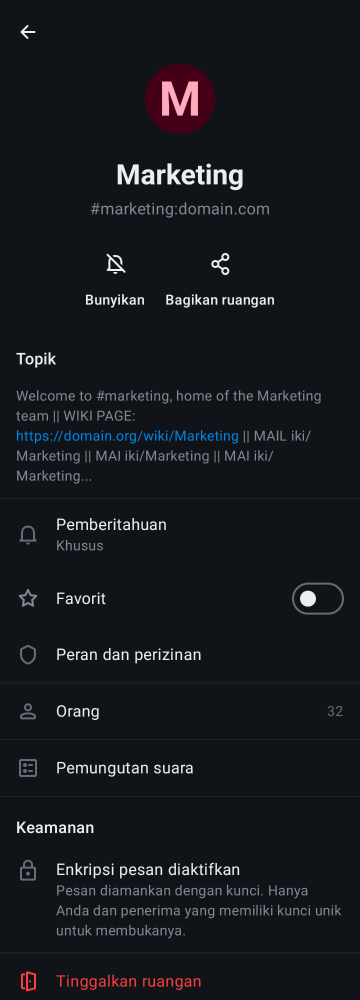 M
Marketing
#marketing:domain.com
Bunyikan
Bagikan ruangan
Topik
Welcome to #marketing, home of the Marketing
team || WIKI PAGE:
https://domain.org/wiki/Marketing || MAIL iki/
Marketing || MAI iki/Marketing || MAI iki/
Marketing...
Pemberitahuan
Khusus
Favorit
Peran dan perizinan
Orang 32
Pemungutan suara
Keamanan
Enkripsi pesan diaktifkan
Pesan diamankan dengan kunci. Hanya
Anda dan penerima yang memiliki kunci unik
untuk membukanya.
Tinggalkan ruangan